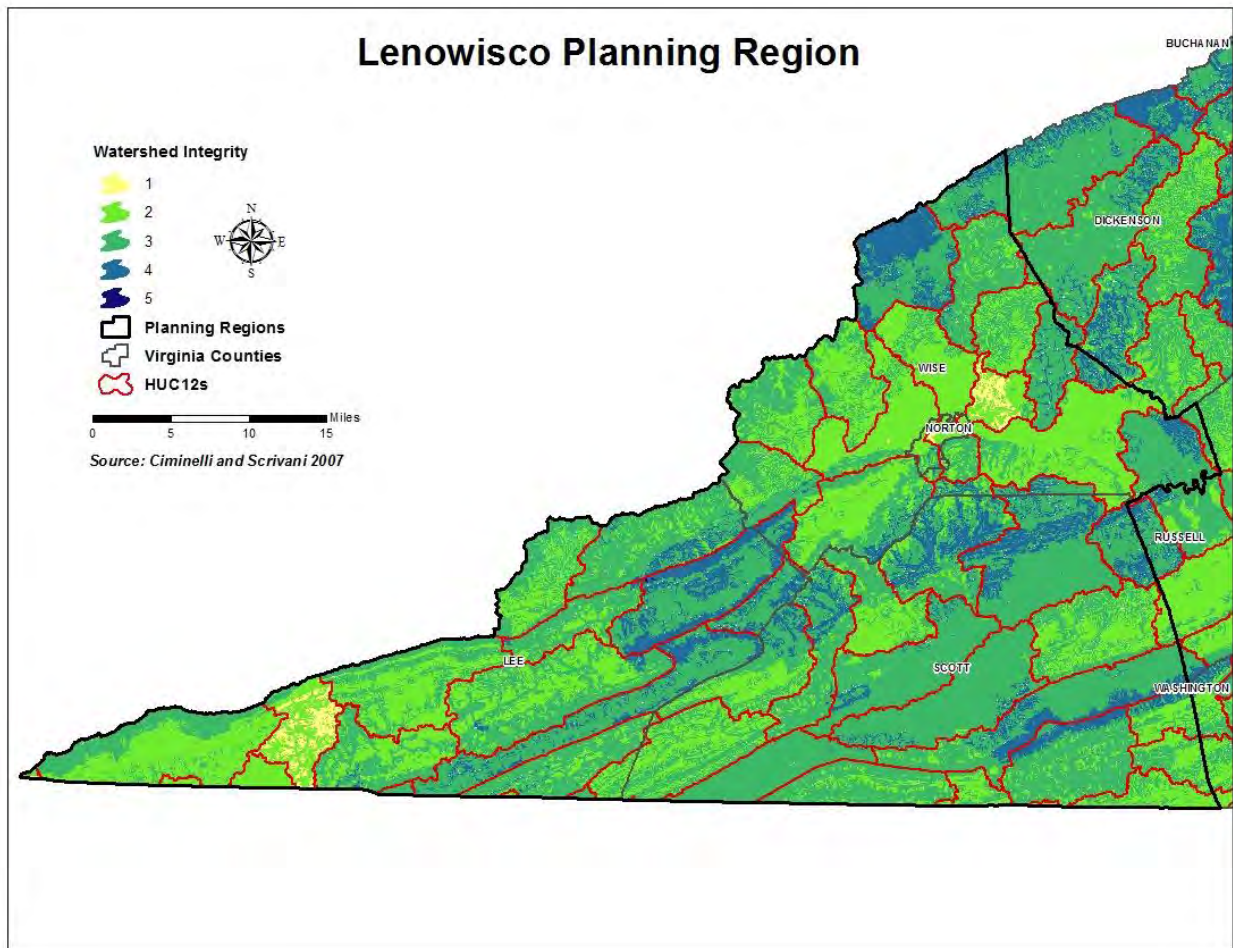 Lenowisco Planning Region
BUCHANAN
Watershed Integrity
1
2
3
4
5
N
W E
S
Planning Regions
Virginia Counties
HUC12s
Miles
0 5 10 15
Source: Ciminelli and Scrivani 2007
DICKENSON
WISE
NORTON
RUSSELL
LEE
SCOTT
WASHINGTON